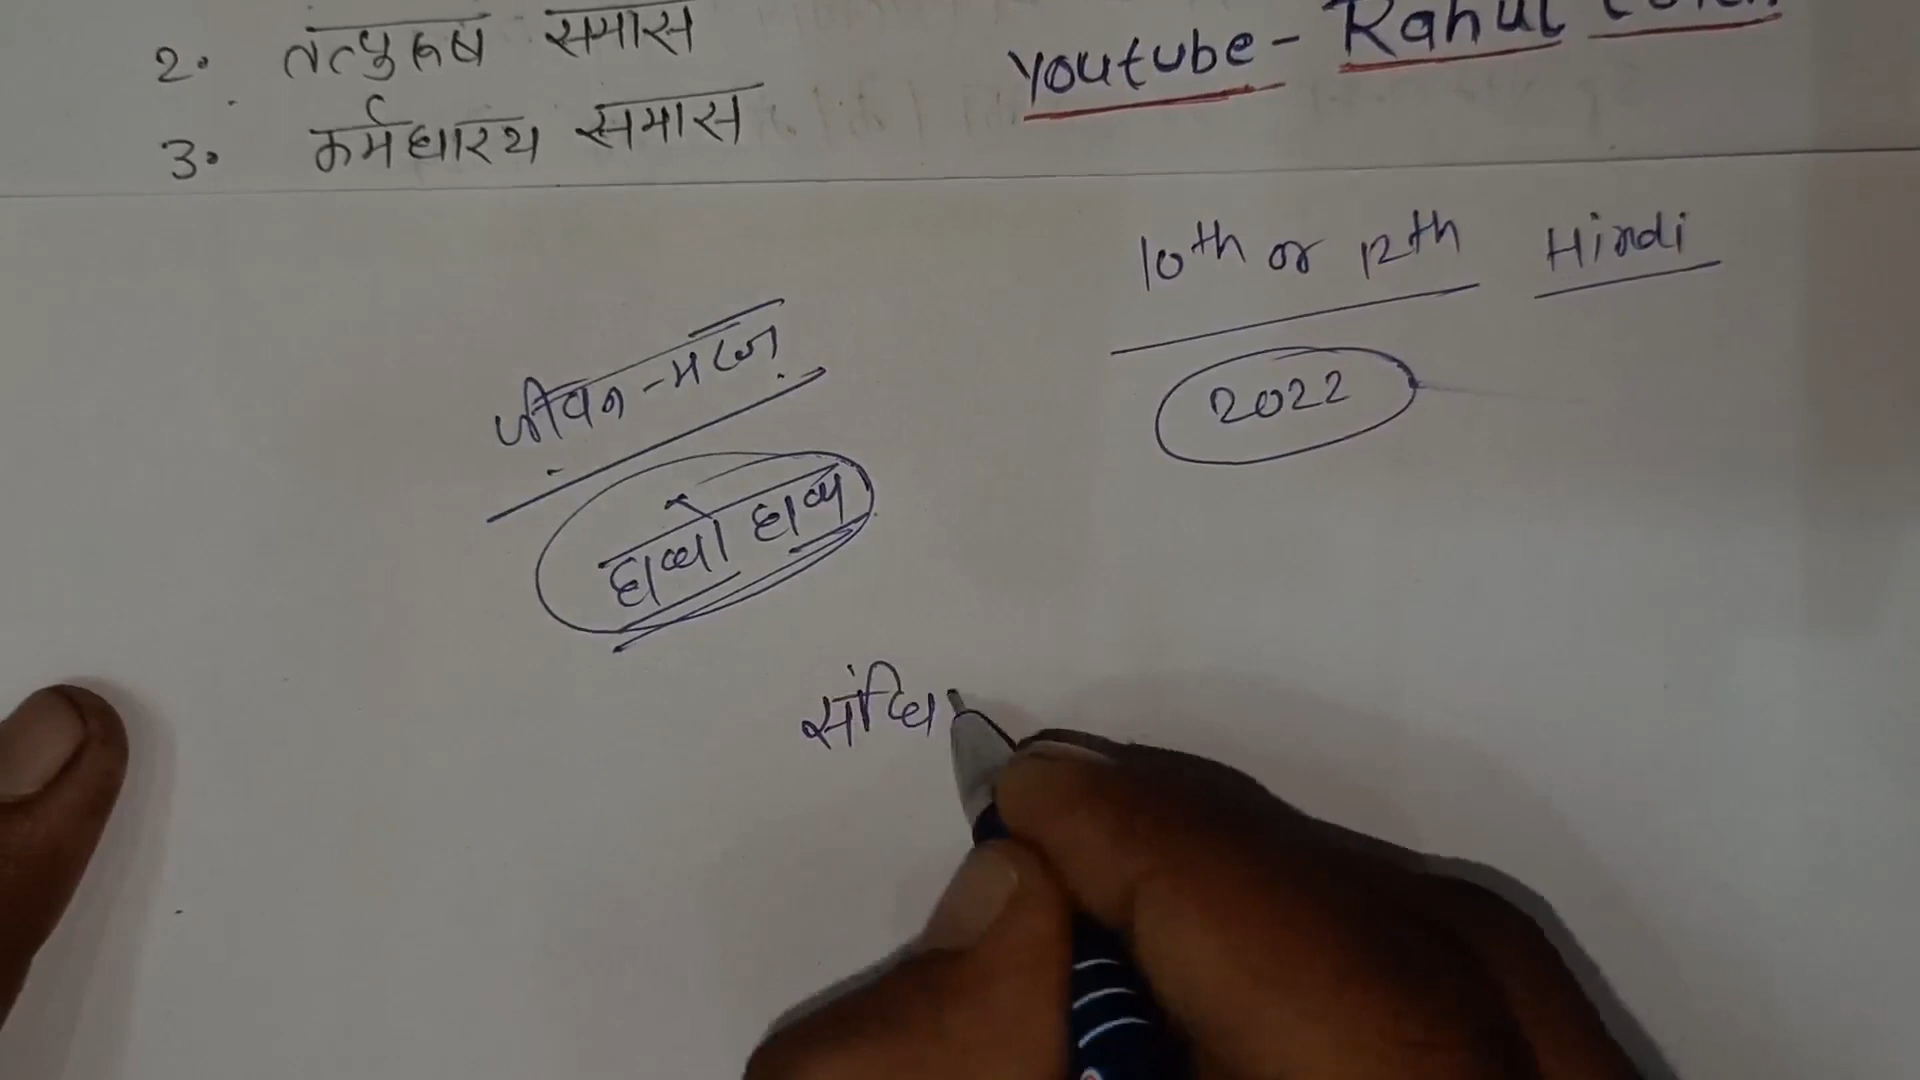 2. तत्पुरूष समास
Youtube - Rahul
3. कर्मधारय समास
10th or 12th Hindi
2022
जीवन-मरण
संधि